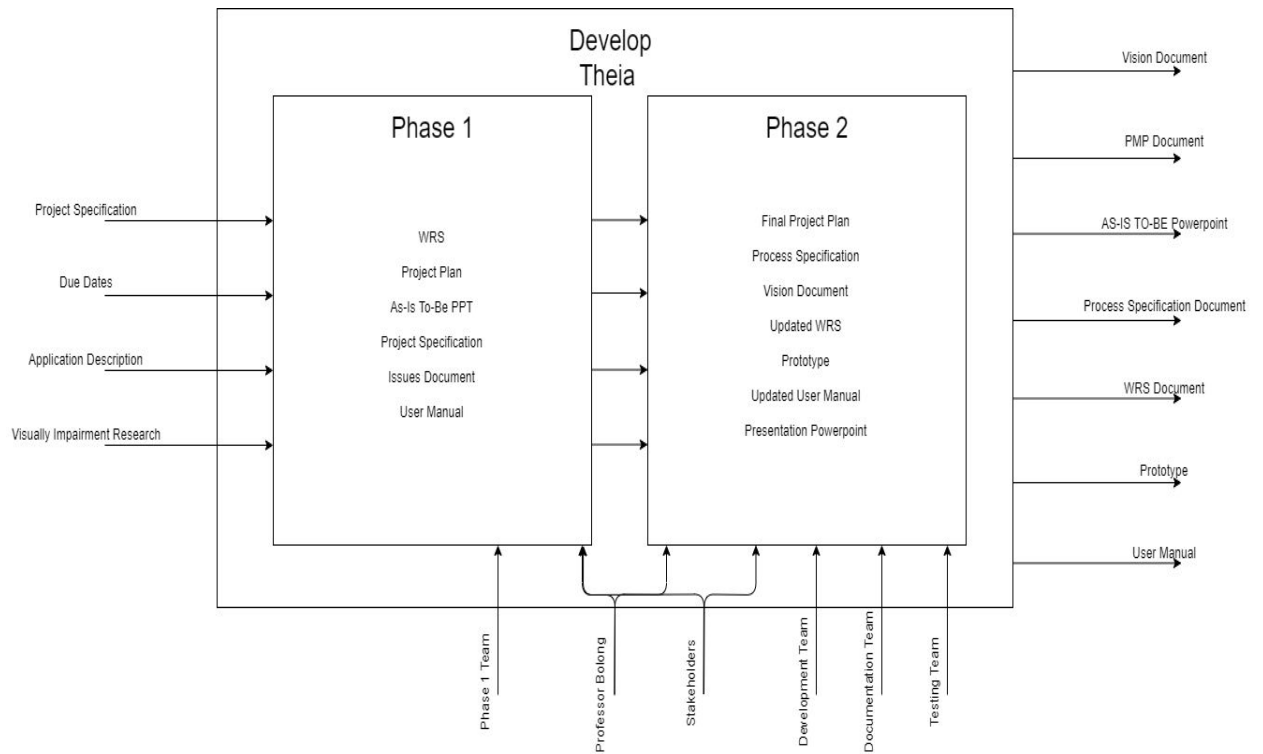 Develop
Theia
Phase 1
WRS
Project Plan
As-Is To-Be PPT
Project Specification
Issues Document
User Manual
Phase 2
Final Project Plan
Process Specification
Vision Document
Updated WRS
Prototype
Updated User Manual
Presentation Powerpoint
Project Specification
Due Dates
Application Description
Visually Impairment Research
Vision Document
PMP Document
AS-IS TO-BE Powerpoint
Process Specification Document
WRS Document
Prototype
User Manual
Phase 1 Team
Professor Bolong
Stakeholders
Development Team
Documentation Team
Testing Team